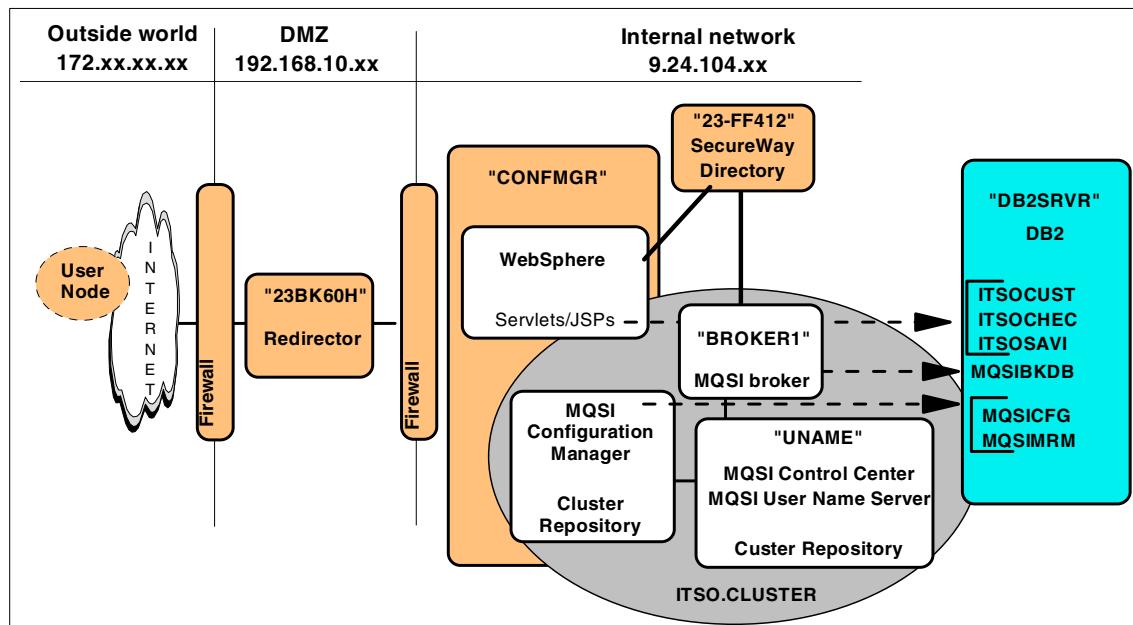 Outside world
172.xx.xx.xx
DMZ
192.168.10.xx
Internal network
9.24.104.xx
User
Node
INTERNET
Firewall
"23BK60H"
Redirector
Firewall
"CONFMGR"
WebSphere
Servlets/JSPs
"23-FF412"
SecureWay
Directory
"BROKER1"
MQSI broker
MQSI
Configuration
Manager
Cluster
Repository
"UNAME"
MQSI Control Center
MQSI User Name Server
Custer Repository
ITSO.CLUSTER
"DB2SRVR"
DB2
ITSOCUST
ITSOCHEC
ITSOSAVI
MQSIBKDB
MQSICFG
MQSIMRM